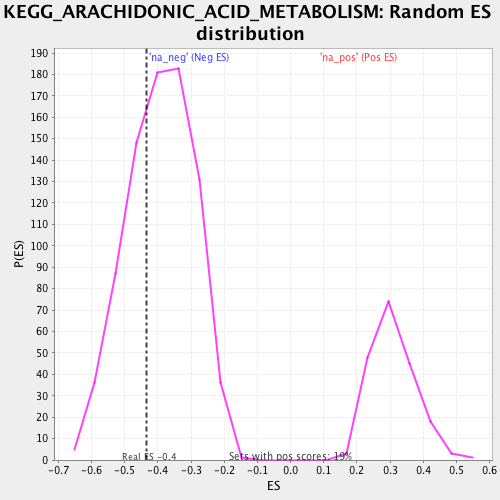 KEGG_ARACHIDONIC_ACID_METABOLISM: Random ES
distribution
'na_neg' (Neg ES) 'na_pos' (Pos ES)
190
180
170
160
150
140
130
120
110
100
90
80
70
60
50
40
30
20
10
0
P(ES)
Real ES -0.4 Sets with pos scores: 19%
-0.7 -0.6 -0.5 -0.4 -0.3 -0.2 -0.1 0.0 0.1 0.2 0.3 0.4 0.5 0.6
ES